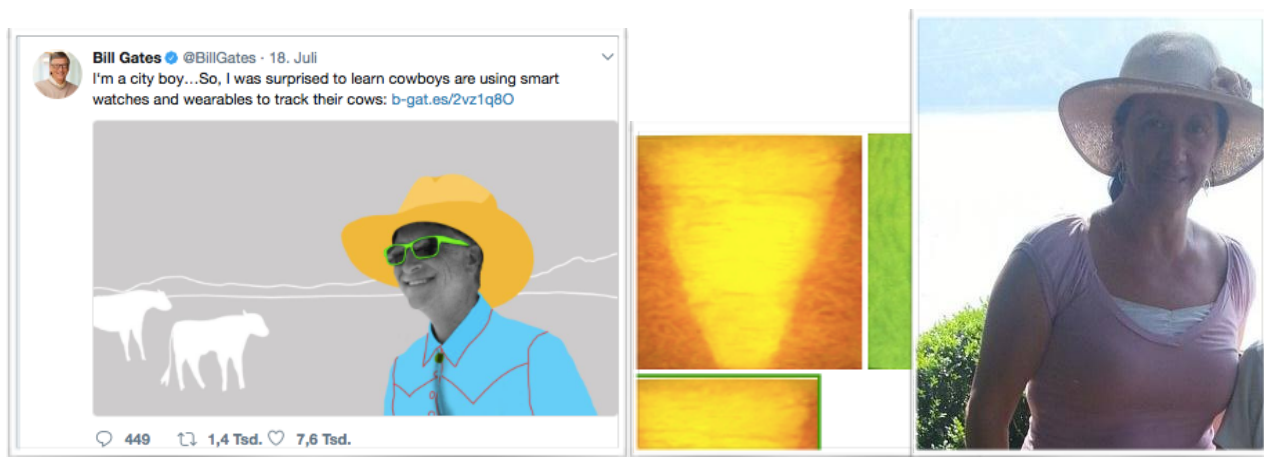 Bill Gates @BillGates · 18. Juli
I'm a city boy…So, I was surprised to learn cowboys are using smart
watches and wearables to track their cows: b-gat.es/2vz1q8O
449 1,4 Tsd. 7,6 Tsd.